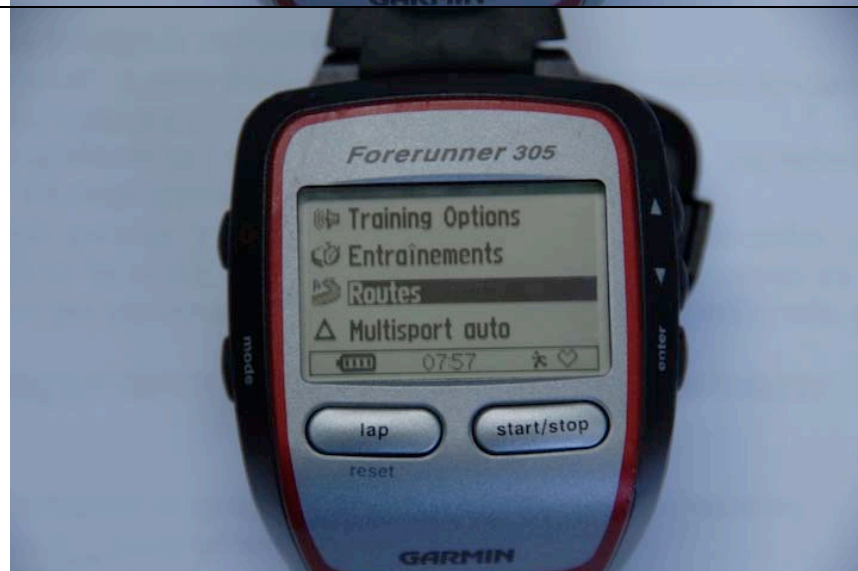 GARMIN
Forerunner 305
Training Options
Entraînements
Routes
Multisport auto
07:57
mode
enter
lap
start/stop
reset
GARMIN